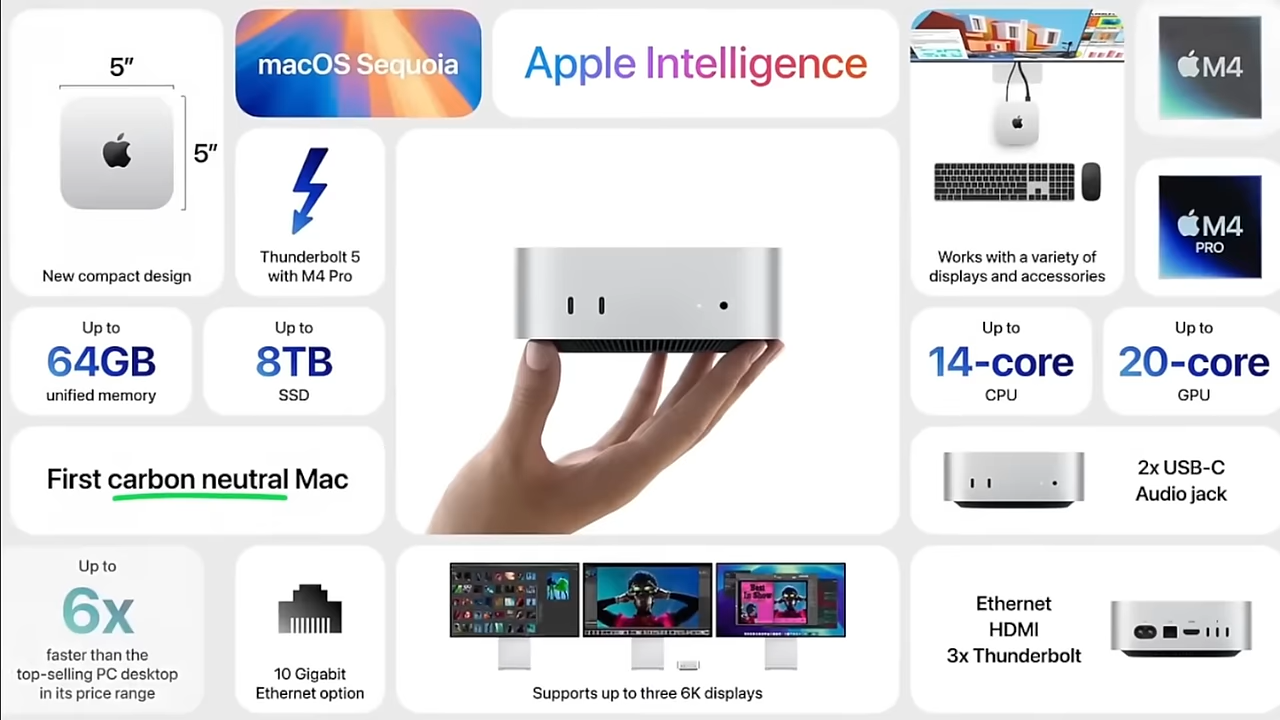 5”
5”
New compact design
macOS Sequoia
Apple Intelligence
Thunderbolt 5
with M4 Pro
Works with a variety of
displays and accessories
M4
M4
PRO
Up to
64GB
unified memory
Up to
8TB
SSD
Up to
14-core
CPU
Up to
20-core
GPU
First carbon neutral Mac
2x USB-C
Audio jack
Up to
6x
faster than the
top-selling PC desktop
in its price range
10 Gigabit
Ethernet option
Best
In Show
Supports up to three 6K displays
Ethernet
HDMI
3x Thunderbolt